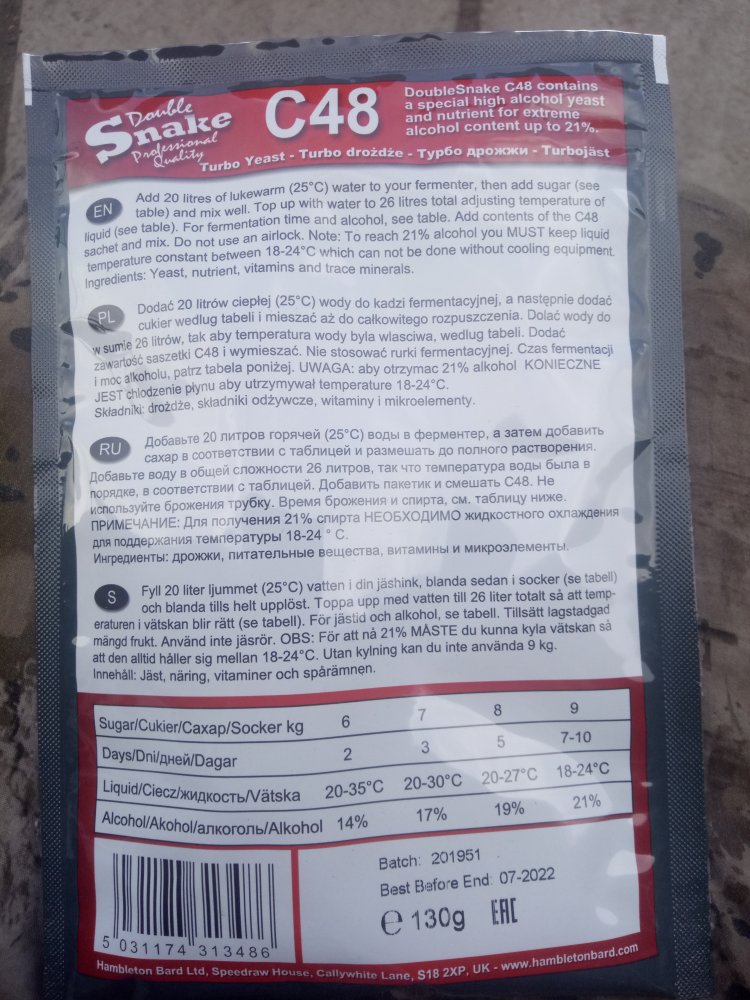 Double
Snake
Professional
Quality
C48
DoubleSnake C48 contains
a special high alcohol yeast
and nutrient for extreme
alcohol content up to 21%.
Turbo Yeast - Turbo drożdże - Турбо дрожжи - Turbojäst
EN
Add 20 litres of lukewarm (25°C) water to your fermenter, then add sugar (see
table) and mix well. Top up with water to 26 litres total adjusting temperature of
liquid (see table). For fermentation time and alcohol, see table. Add contents of the C48
sachet and mix. Do not use an airlock. Note: To reach 21% alcohol you MUST keep liquid
temperature constant between 18-24°C which can not be done without cooling equipment.
Ingredients: Yeast, nutrient, vitamins and trace minerals.
PL
Dodać 20 litrów ciepłej (25°C) wody do kadzi fermentacyjnej, a następnie dodać
cukier wedlug tabeli i mieszać aż do całkowitego rozpuszczenia. Dolać wody do
w sumie 26 litrów, tak aby temperatura wody byla wlasciwa, według tabeli. Dodać
zawartość saszetki C48 i wymieszać. Nie stosować rurki fermentacyjnej. Czas fermentacji
i moc alkoholu, patrz tabela poniżej. UWAGA: aby otrzymac 21% alkohol KONIECZNE
JEST chlodzenie płynu aby utrzymywał temperature 18-24°C.
Składniki: drożdże, składniki odżywcze, witaminy i mikroelementy.
RU
Добавьте 20 литров горячей (25°C) воды в ферментер, а затем добавить
сахар в соответствии с таблицей и размешать до полного растворения.
Добавьте воду в общей сложности 26 литров, так что температура воды была в
порядке, в соответствии с таблицей. Добавить пакетик и смешать C48. Не
используйте брожения трубку. Время брожения и спирта, см. таблицу ниже.
ПРИМЕЧАНИЕ: Для получения 21% спирта НЕОБХОДИМО жидкостного охлаждения
для поддержания температуры 18-24 ° C.
Ингредиенты: дрожжи, питательные вещества, витамины и микроэлементы.
S
Fyll 20 liter ljummet (25°C) vatten i din jäshink, blanda sedan i socker (se tabell)
och blanda tills helt upplöst. Toppa upp med vatten till 26 liter totalt så att temp-
eraturen i vätskan blir rätt (se tabell). För jästid och alkohol, se tabell. Tillsätt lagstadgad
mängd frukt. Använd inte jäsrör. OBS: För att nå 21% MÅSTE du kunna kyla vätskan så
att den alltid håller sig mellan 18-24°C. Utan kylning kan du inte använda 9 kg.
Innehåll: Jäst, näring, vitaminer och spårämnen.
Sugar/Cukier/Caxap/Socker kg 6 7 8 9
Days/Dni/дней/Dagar 2 3 5 7-10
Liquid/Ciecz/жидкость/Vätska 20-35°C 20-30°C 20-27°C 18-24°C
Alcohol/Akohol/алкоголь/Alkohol 14% 17% 19% 21%
Batch: 201951
Best Before End: 07-2022
℮ 130g EAC
5 031174 313486
Hambleton Bard Ltd, Speedraw House, Callywhite Lane, S18 2XP, UK - www.hambletonbard.com